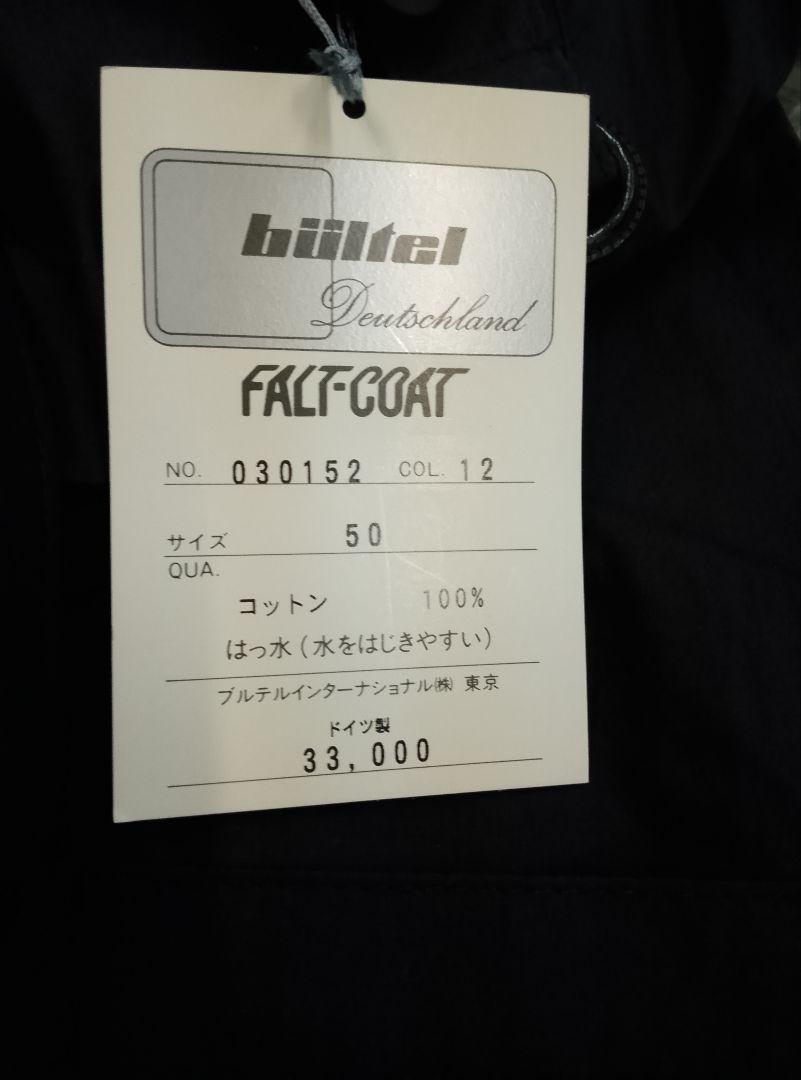 bültel
Deutschland
FALT-COAT
NO. 030152 COL. 12
サイズ 50
QUA.
コットン 100%
はっ水(水をはじきやすい)
ブルテルインターナショナル㈱ 東京
ドイツ製
33,000